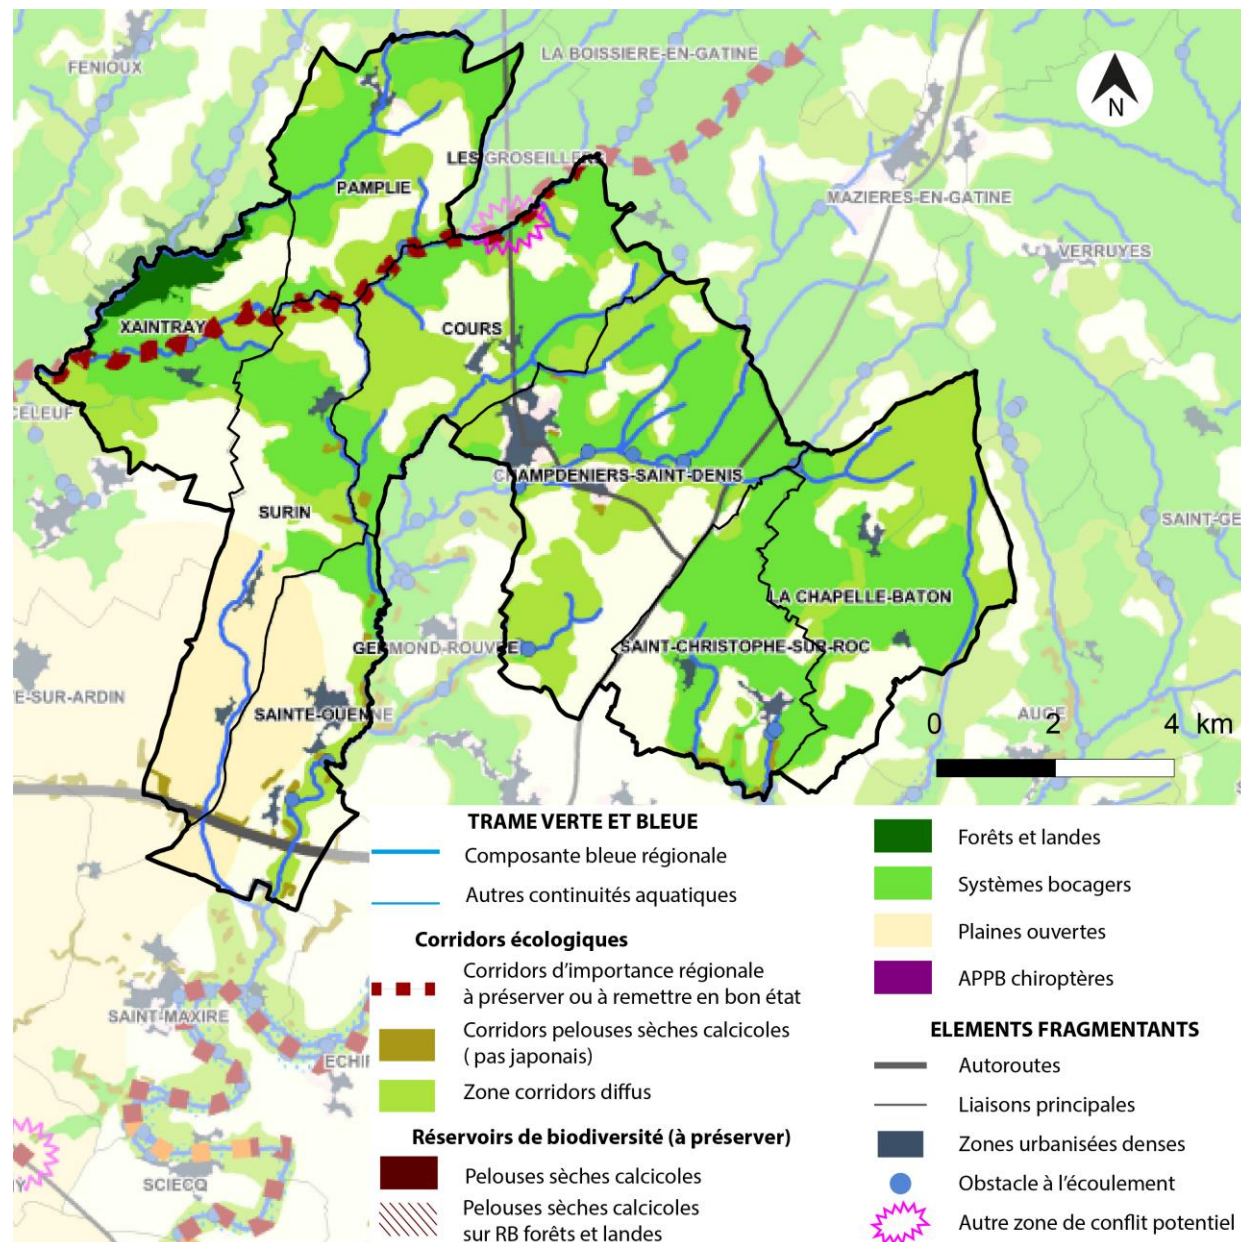 FENIOUX
LA BOISSIERE-EN-GATINE
N
LES GROSEILLERS
PAMPLIE
MAZIERES-EN-GATINE
VERRUYES
XAINTRAY
COURS
CELEUF
CHAMPDENIERS-SAINT-DENIS
SURIN
SAINT-GE
LA CHAPELLE-BATON
GERMOND-ROUVRE
SAINT-CHRISTOPHE-SUR-ROC
E-SUR-ARDIN
SAINTE-OUENNE
AUGE
0 2 4 km
SAINT-MAXIRE
ECHIR
SCIECQ
TRAME VERTE ET BLEUE
Composante bleue régionale
Autres continuités aquatiques
Corridors écologiques
Corridors d'importance régionale
à préserver ou à remettre en bon état
Corridors pelouses sèches calcicoles
( pas japonais)
Zone corridors diffus
Réservoirs de biodiversité (à préserver)
Pelouses sèches calcicoles
Pelouses sèches calcicoles
sur RB forêts et landes
Forêts et landes
Systèmes bocagers
Plaines ouvertes
APPB chiroptères
ELEMENTS FRAGMENTANTS
Autoroutes
Liaisons principales
Zones urbanisées denses
Obstacle à l'écoulement
Autre zone de conflit potentiel